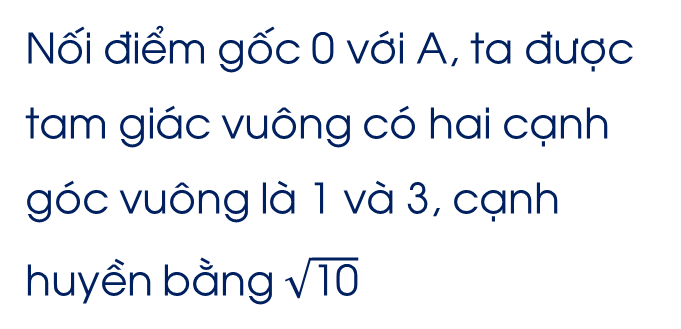 Nối điểm gốc 0 với A, ta được
tam giác vuông có hai cạnh
góc vuông là 1 và 3, cạnh
huyền bằng √10